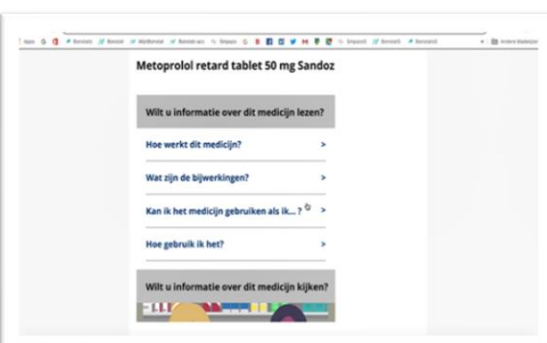 Metoprolol retard tablet 50 mg Sandoz
Wilt u informatie over dit medicijn lezen?
Hoe werkt dit medicijn? >
Wat zijn de bijwerkingen? >
Kan ik het medicijn gebruiken als ik... ? >
Hoe gebruik ik het? >
Wilt u informatie over dit medicijn kijken?